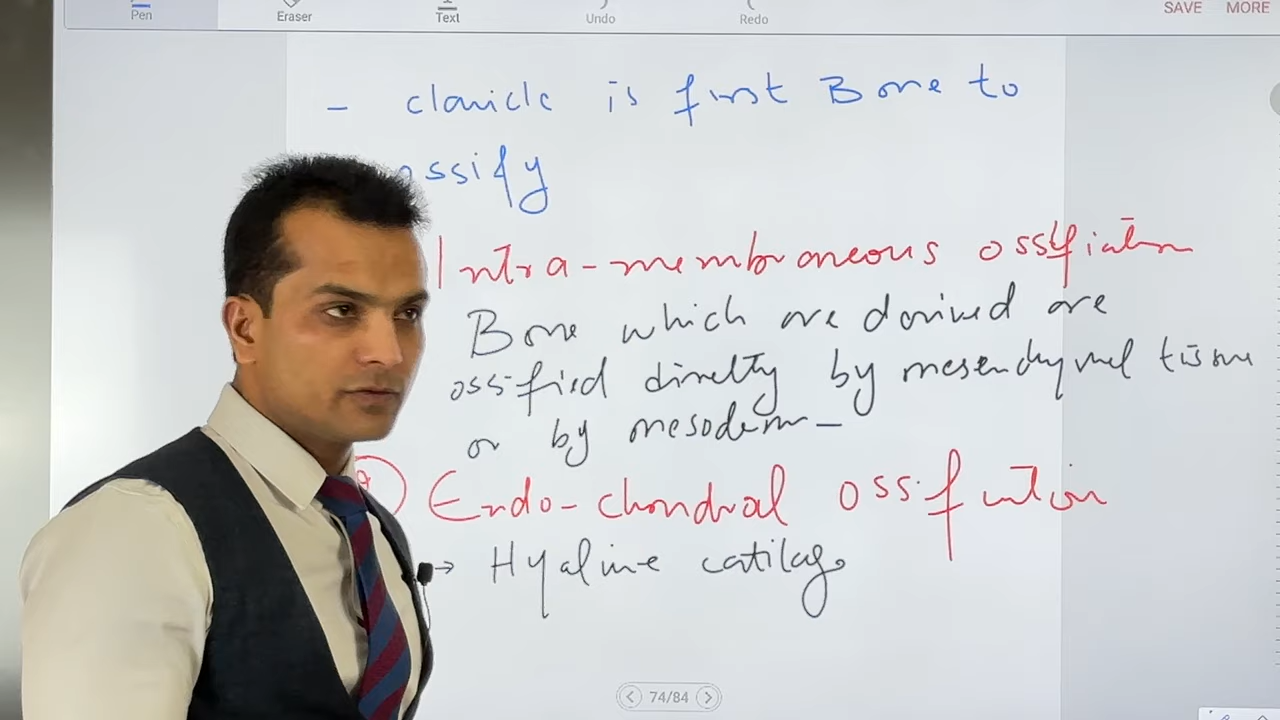 Pen Eraser Text Undo Redo SAVE MORE
- clavicle is first Bone to
ossify
Intra-membraneous ossification
Bone which are derived are
ossified directly by mesenchymal tissue
or by mesoderm-
Endo-chondral ossification
→ Hyaline catilage
74/84